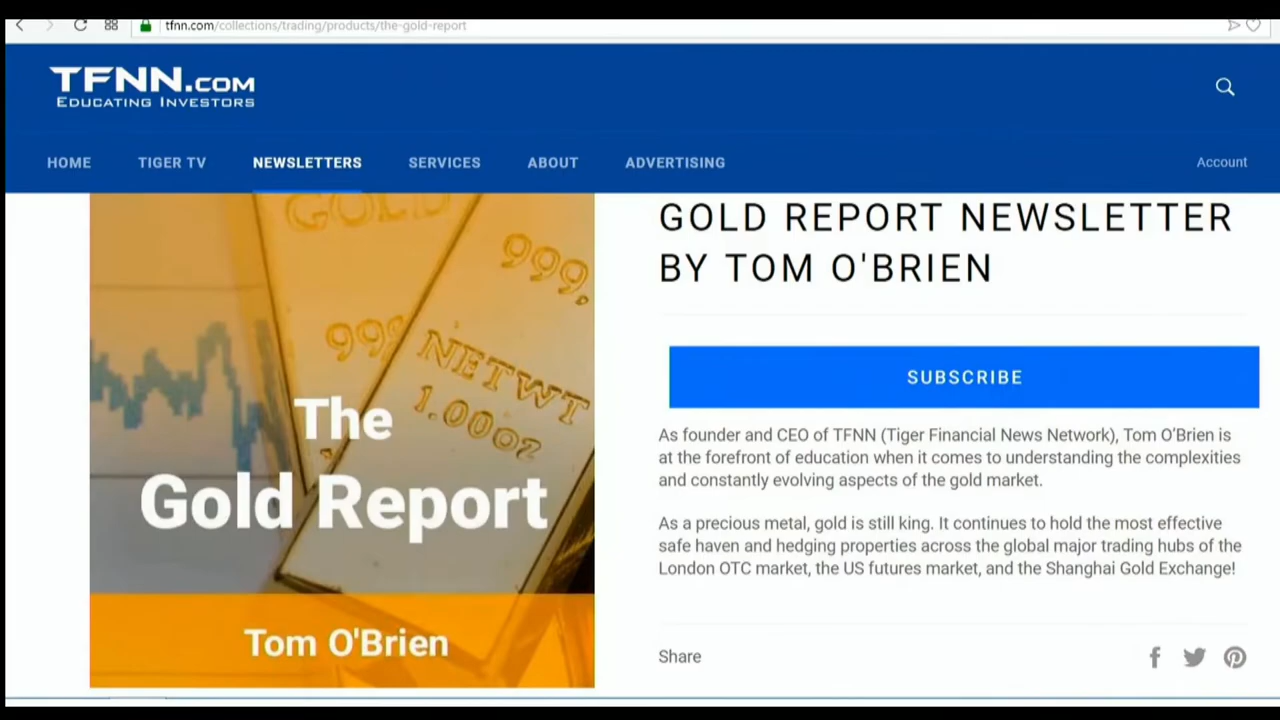 tfnn.com/collections/trading/products/the-gold-report
TFNN.COM
EDUCATING INVESTORS
HOME
TIGER TV
NEWSLETTERS
SERVICES
ABOUT
ADVERTISING
Account
GOLD
999.
999
NETWT
1.00OZ
The
Gold Report
Tom O'Brien
GOLD REPORT NEWSLETTER
BY TOM O'BRIEN
SUBSCRIBE
As founder and CEO of TFNN (Tiger Financial News Network), Tom O’Brien is
at the forefront of education when it comes to understanding the complexities
and constantly evolving aspects of the gold market.
As a precious metal, gold is still king. It continues to hold the most effective
safe haven and hedging properties across the global major trading hubs of the
London OTC market, the US futures market, and the Shanghai Gold Exchange!
Share